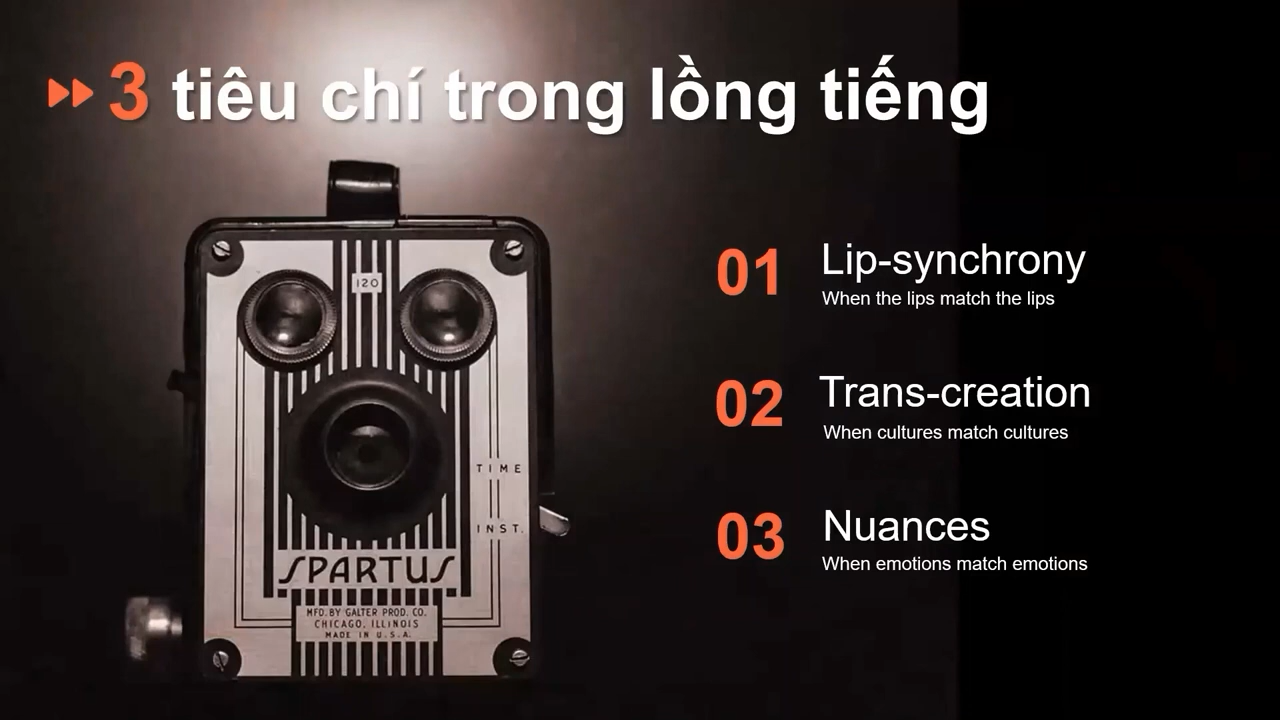 3 tiêu chí trong lồng tiếng
01 Lip-synchrony
When the lips match the lips
02 Trans-creation
When cultures match cultures
03 Nuances
When emotions match emotions
120
TIME
INST.
SPARTUS
MFD. BY GALTER PROD. CO.
CHICAGO, ILLINOIS
MADE IN U.S.A.